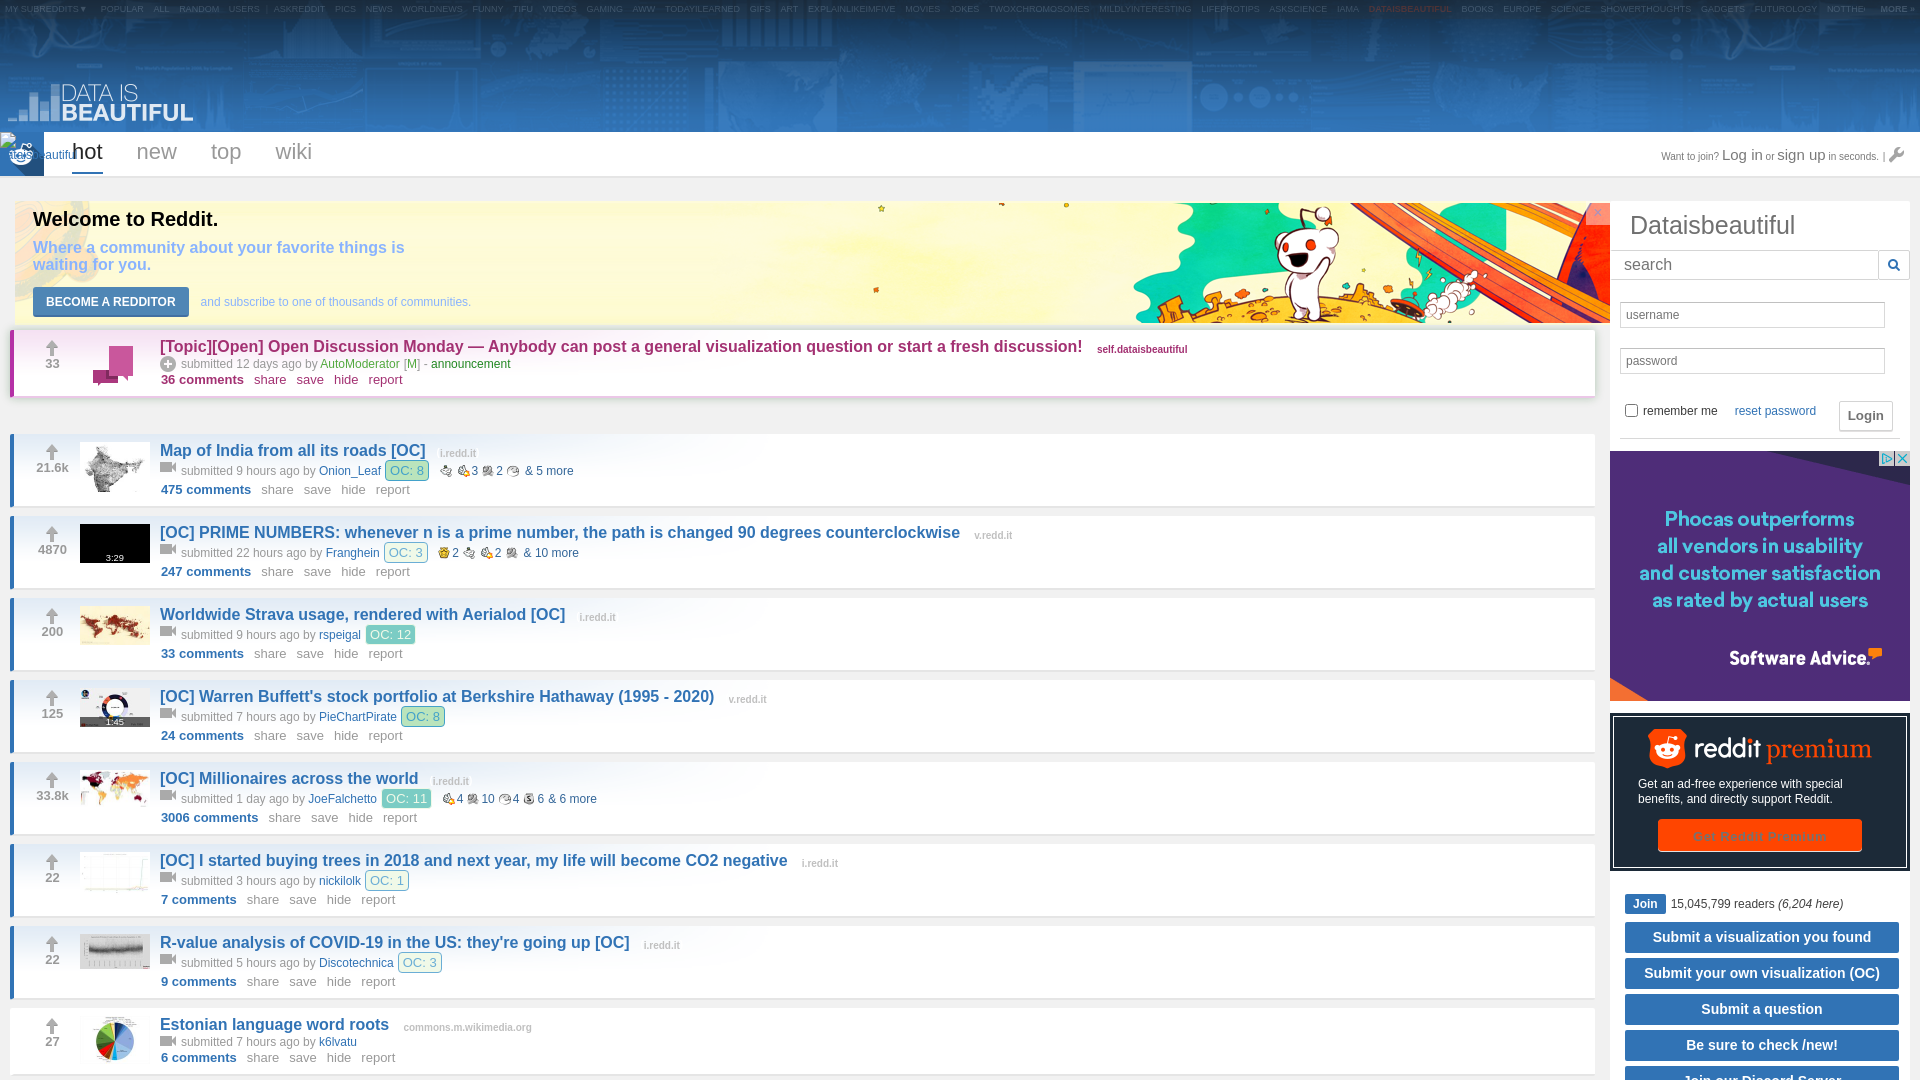 MY SUBREDDITS▼ POPULAR ALL RANDOM USERS | ASKREDDIT PICS NEWS WORLDNEWS FUNNY TIFU VIDEOS GAMING AWW TODAYILEARNED GIFS ART EXPLAINLIKEIMFIVE MOVIES JOKES TWOXCHROMOSOMES MILDLYINTERESTING LIFEPROTIPS ASKSCIENCE IAMA DATAISBEAUTIFUL BOOKS EUROPE SCIENCE SHOWERTHOUGHTS GADGETS FUTUROLOGY MORE »
DATA IS
BEAUTIFUL
hot new top wiki
Want to join? Log in or sign up in seconds. |
Welcome to Reddit.
Where a community about your favorite things is
waiting for you.
BECOME A REDDITOR and subscribe to one of thousands of communities.
33
[Topic][Open] Open Discussion Monday — Anybody can post a general visualization question or start a fresh discussion! self.dataisbeautiful
submitted 12 days ago by AutoModerator [M] - announcement
36 comments share save hide report
21.6k
Map of India from all its roads [OC] i.redd.it
submitted 9 hours ago by Onion_Leaf OC: 8 3 2 & 5 more
475 comments share save hide report
4870
3:29
[OC] PRIME NUMBERS: whenever n is a prime number, the path is changed 90 degrees counterclockwise v.redd.it
submitted 22 hours ago by Franghein OC: 3 2 2 & 10 more
247 comments share save hide report
200
Worldwide Strava usage, rendered with Aerialod [OC] i.redd.it
submitted 9 hours ago by rspeigal OC: 12
33 comments share save hide report
125
1:45
[OC] Warren Buffett's stock portfolio at Berkshire Hathaway (1995 - 2020) v.redd.it
submitted 7 hours ago by PieChartPirate OC: 8
24 comments share save hide report
33.8k
[OC] Millionaires across the world i.redd.it
submitted 1 day ago by JoeFalchetto OC: 11 4 10 4 6 & 6 more
3006 comments share save hide report
22
[OC] I started buying trees in 2018 and next year, my life will become CO2 negative i.redd.it
submitted 3 hours ago by nickilolk OC: 1
7 comments share save hide report
22
R-value analysis of COVID-19 in the US: they're going up [OC] i.redd.it
submitted 5 hours ago by Discotechnica OC: 3
9 comments share save hide report
27
Estonian language word roots commons.m.wikimedia.org
submitted 7 hours ago by k6lvatu
6 comments share save hide report
Dataisbeautiful
search
username
password
remember me reset password Login
Phocas outperforms
all vendors in usability
and customer satisfaction
as rated by actual users
Software Advice.
reddit premium
Get an ad-free experience with special
benefits, and directly support Reddit.
Get Reddit Premium
Join 15,045,799 readers (6,204 here)
Submit a visualization you found
Submit your own visualization (OC)
Submit a question
Be sure to check /new!
Join our Discord Server